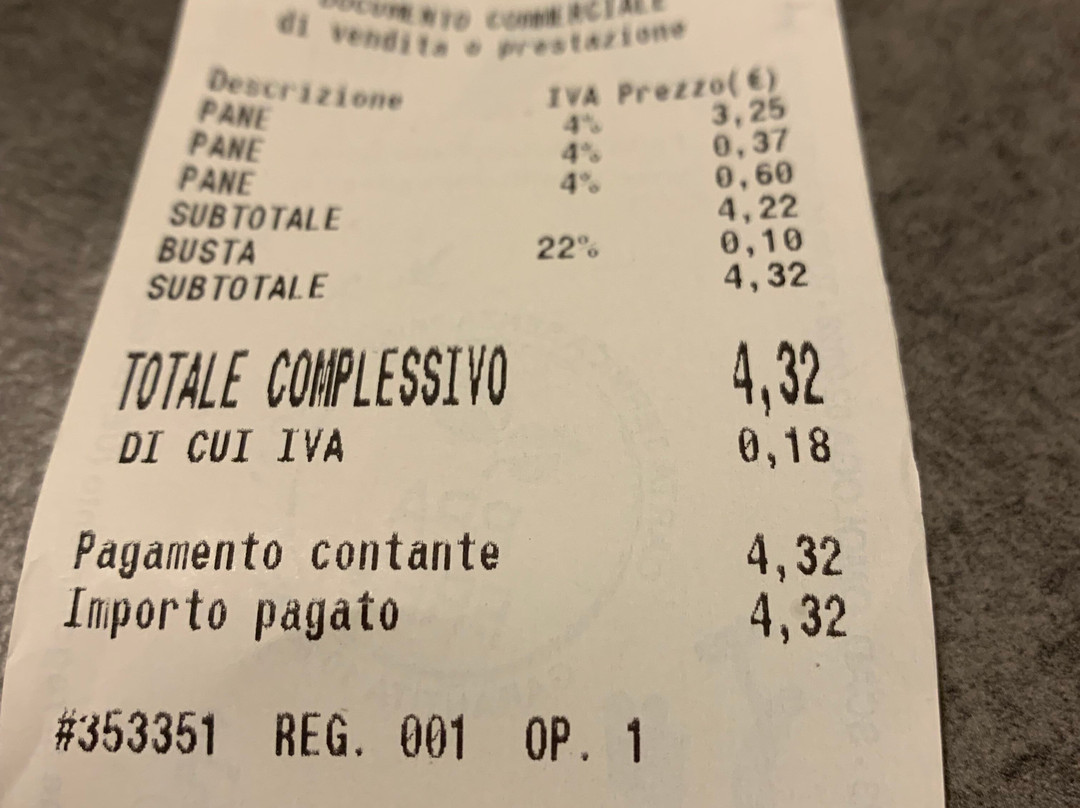 DOCUMENTO COMMERCIALE
di vendita o prestazione
Descrizione IVA Prezzo(€)
PANE 4% 3,25
PANE 4% 0,37
PANE 4% 0,60
SUBTOTALE 4,22
BUSTA 22% 0,10
SUBTOTALE 4,32
TOTALE COMPLESSIVO 4,32
DI CUI IVA 0,18
Pagamento contante 4,32
Importo pagato 4,32
#353351 REG. 001 OP. 1